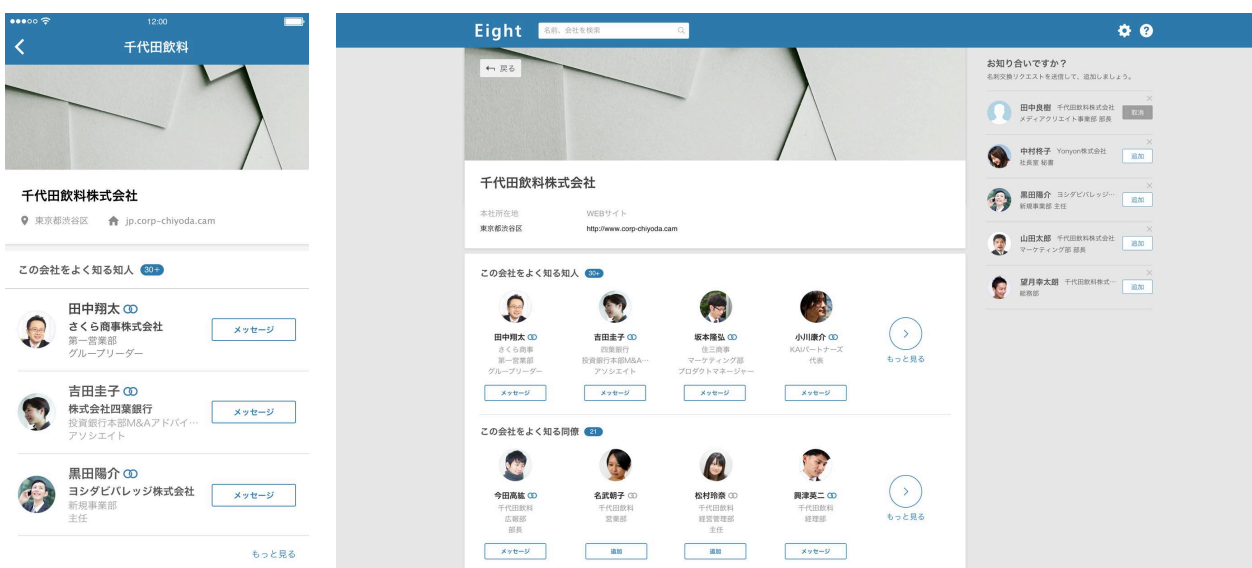 12:00
千代田飲料
千代田飲料株式会社
東京都渋谷区 jp.corp-chiyoda.cam
この会社をよく知る知人 30+
田中翔太
さくら商事株式会社
第一営業部
グループリーダー
メッセージ
吉田圭子
株式会社四葉銀行
投資銀行本部M&Aアドバイ…
アソシエイト
メッセージ
黒田陽介
ヨシダビバレッジ株式会社
新規事業部
主任
メッセージ
もっと見る
Eight 名前、会社を検索
戻る
千代田飲料株式会社
本社所在地 WEBサイト
東京都渋谷区 http://www.corp-chiyoda.cam
この会社をよく知る知人 30+
田中翔太 吉田圭子 坂本隆弘 小川康介
さくら商事 四葉銀行 住三商事 KAIパートナーズ
第一営業部 投資銀行本部M&A… マーケティング部 代表
グループリーダー アソシエイト プロダクトマネージャー
もっと見る
メッセージ メッセージ メッセージ メッセージ
この会社をよく知る同僚 21
今田高紘 名武朝子 松村玲奈 興津英二
千代田飲料 千代田飲料 千代田飲料 千代田飲料
広報部 営業部 経営管理部 経理部
部長 主任
もっと見る
メッセージ 追加 追加 メッセージ
お知り合いですか？
名刺交換リクエストを送信して、追加しましょう。
田中良樹 千代田飲料株式会社
メディアクリエイト事業部 部長
取消
中村柊子 Yonyon株式会社
社長室 秘書
追加
黒田陽介 ヨシダビバレッジ…
新規事業部 主任
追加
山田太郎 千代田飲料株式会社
マーケティング部 部長
追加
望月幸太朗 千代田飲料株式…
総務部
追加